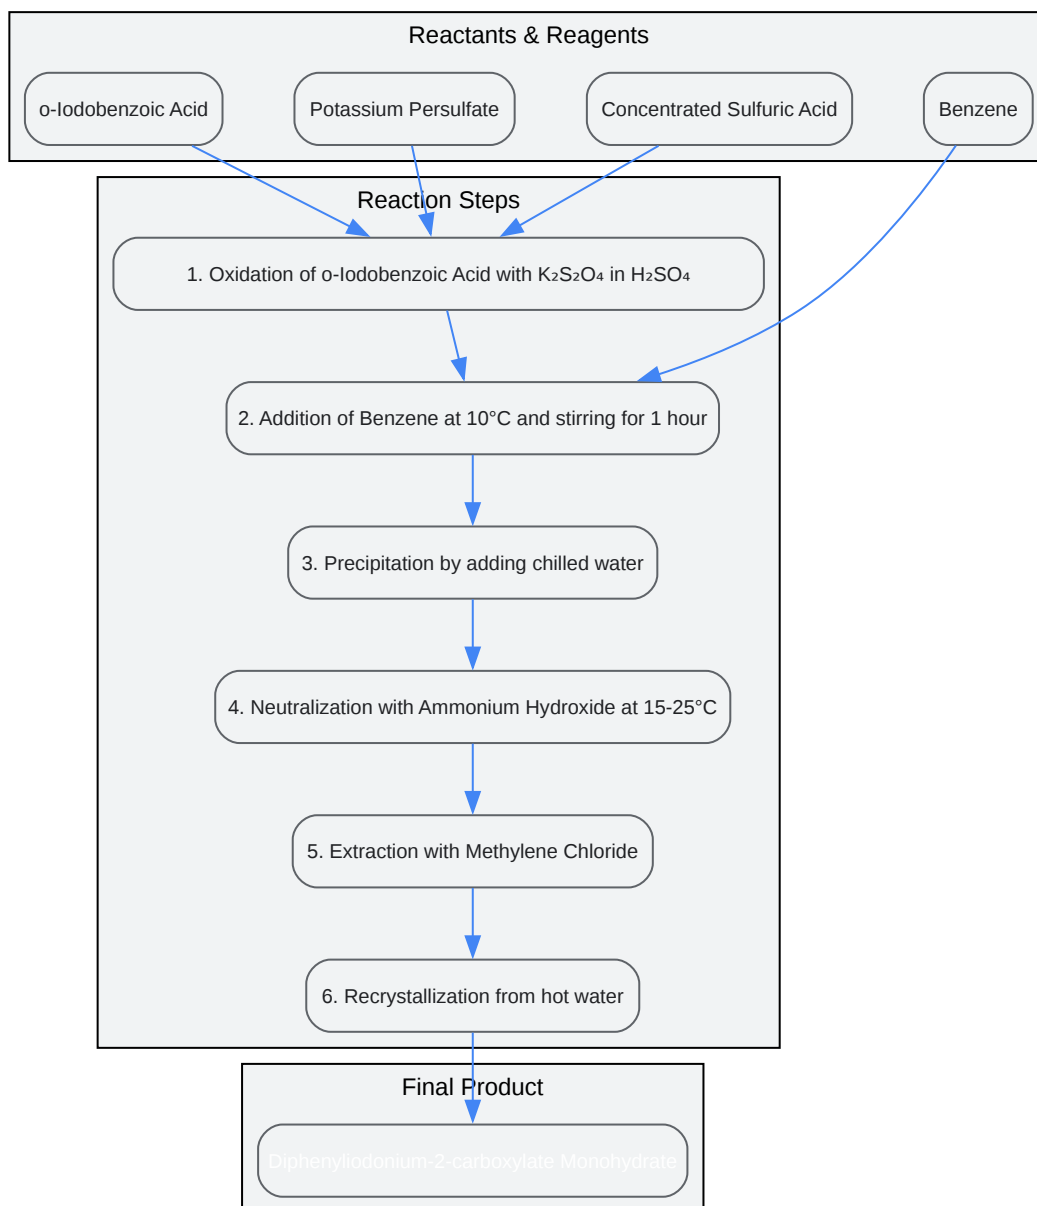 Reactants & Reagents
o-Iodobenzoic Acid
Potassium Persulfate
Concentrated Sulfuric Acid
Benzene
Reaction Steps
1. Oxidation of o-Iodobenzoic Acid with K₂S₂O₄ in H₂SO₄
2. Addition of Benzene at 10°C and stirring for 1 hour
3. Precipitation by adding chilled water
4. Neutralization with Ammonium Hydroxide at 15-25°C
5. Extraction with Methylene Chloride
6. Recrystallization from hot water
Final Product
Diphenyliodonium-2-carboxylate Monohydrate